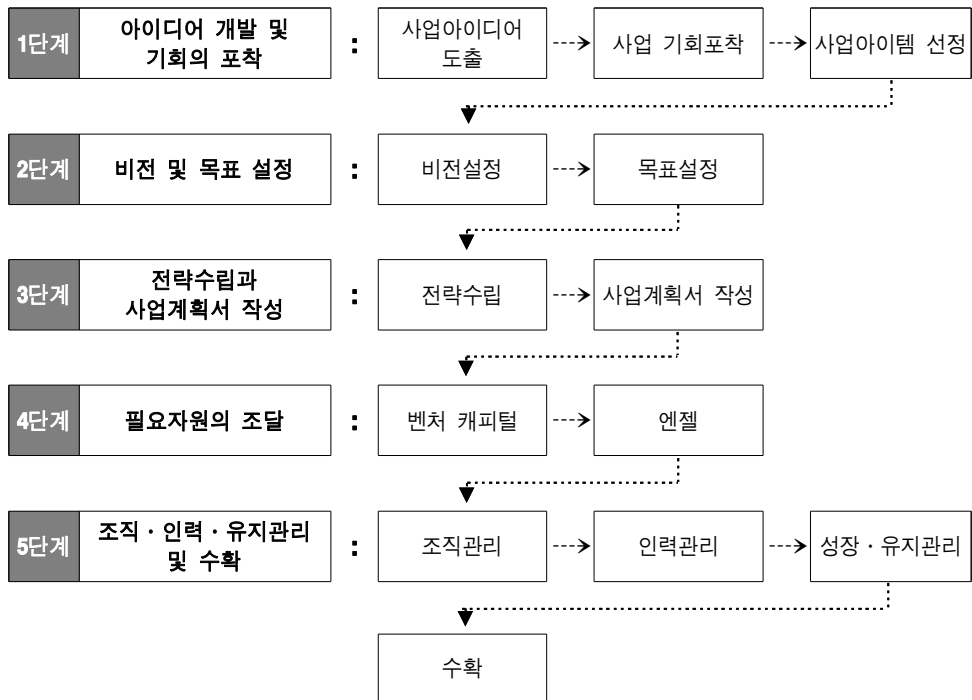 1단계
아이디어 개발 및
기회의 포착
:
사업아이디어
도출
사업 기회포착
사업아이템 선정
2단계
비전 및 목표 설정
:
비전설정
목표설정
3단계
전략수립과
사업계획서 작성
:
전략수립
사업계획서 작성
4단계
필요자원의 조달
:
벤처 캐피털
엔젤
5단계
조직·인력·유지관리
및 수확
:
조직관리
인력관리
성장·유지관리
수확